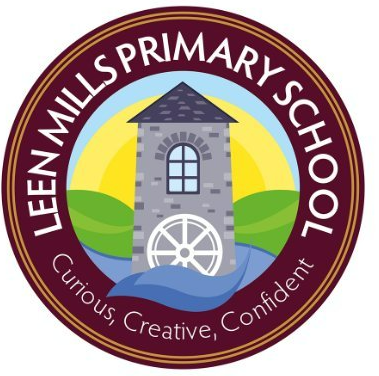 LEEN MILLS PRIMARY SCHOOL
Curious, Creative, Confident